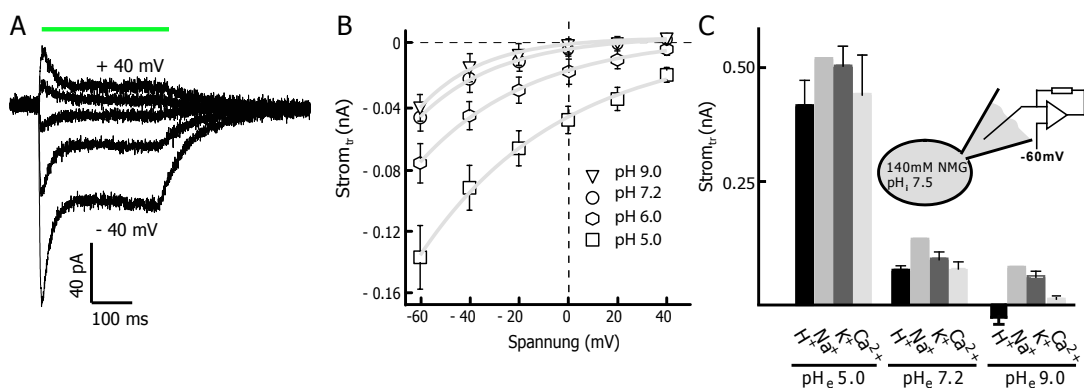 A
+ 40 mV
- 40 mV
40 pA
100 ms
B
Strom_tr (nA)
0
- 0.04
- 0.08
- 0.12
- 0.16
-60
- 40
- 20
0
20
40
Spannung (mV)
pH 9.0
pH 7.2
pH 6.0
pH 5.0
C
Strom_tr (nA)
0.50
0.25
140mM NMG
pH_i 7.5
-60mV
H+ Na+ K+ Ca2+
H+ Na+ K+ Ca2+
H+ Na+ K+ Ca2+
pH_e 5.0
pH_e 7.2
pH_e 9.0